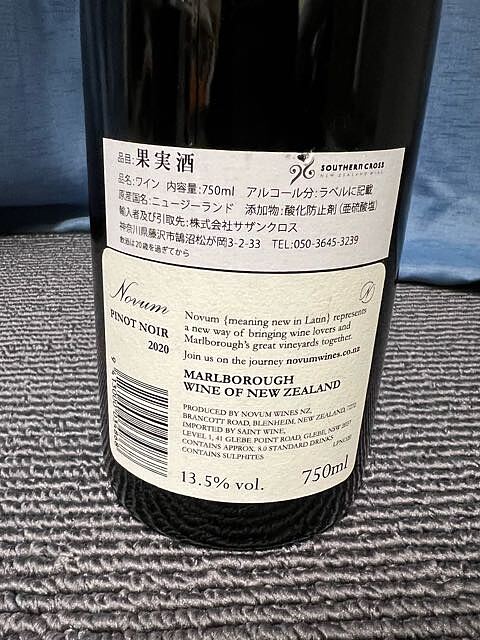 品目: 果実酒
SOUTHERN CROSS
NEW ZEALAND WINE
品名: ワイン 内容量: 750ml アルコール分: ラベルに記載
原産国名: ニュージーランド 添加物: 酸化防止剤 (亜硫酸塩)
輸入者及び引取先: 株式会社サザンクロス
神奈川県藤沢市鵠沼松が岡3-2-33 TEL:050-3645-3239
飲酒は20歳を過ぎてから
Novum
PINOT NOIR
2020
N
Novum {meaning new in Latin} represents
a new way of bringing wine lovers and
Marlborough's great vineyards together.
Join us on the journey novumwines.co.nz
MARLBOROUGH
WINE OF NEW ZEALAND
PRODUCED BY NOVUM WINES NZ,
BRANCOTT ROAD, BLENHEIM, NEW ZEALAND,
IMPORTED BY SAINT WINE,
LEVEL 1, 41 GLEBE POINT ROAD, GLEBE, NSW
CONTAINS APPROX. 8.0 STANDARD DRINKS
CONTAINS SULPHITES
13.5% vol.
750ml